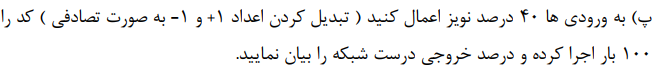 پ) به ورودی ها ۴۰ درصد نویز اعمال کنید ( تبدیل کردن اعداد ۱+ و ۱- به صورت تصادفی ) کد را
۱۰۰ بار اجرا کرده و درصد خروجی درست شبکه را بیان نمایید.